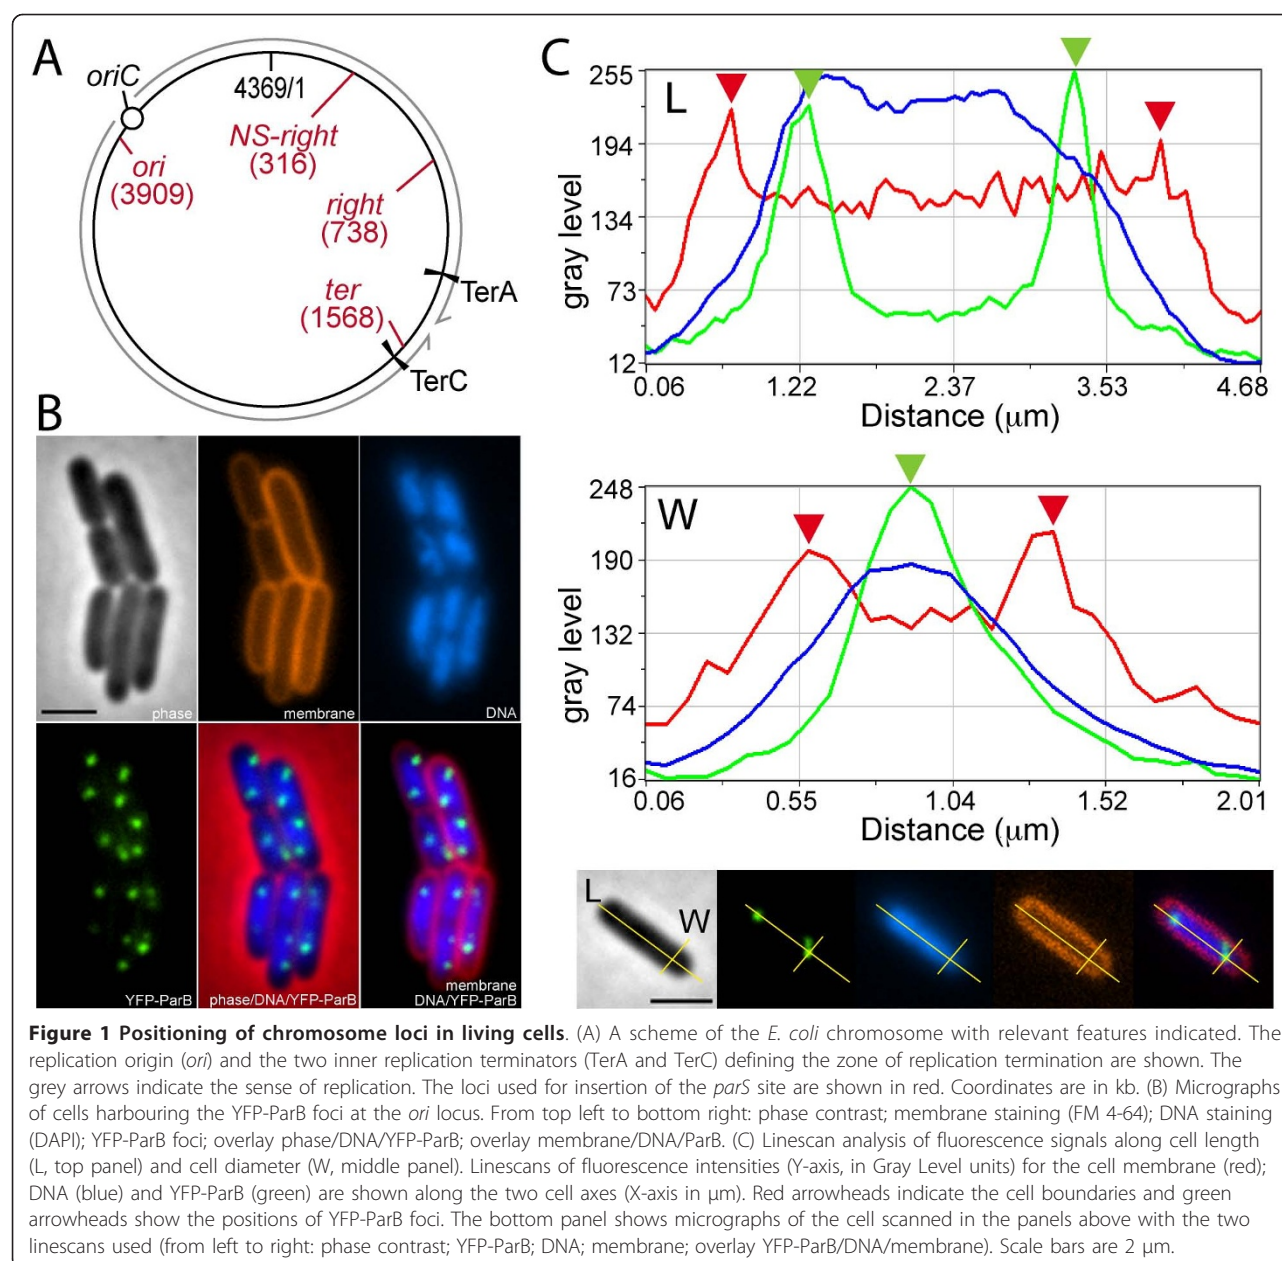 A
oriC
4369/1
NS-right
(316)
ori
(3909)
right
(738)
TerA
ter
(1568)
TerC
B
phase
membrane
DNA
YFP-ParB
phase/DNA/YFP-ParB
membrane
DNA/YFP-ParB
C
L
gray level
255
194
134
73
12
0.06 1.22 2.37 3.53 4.68
Distance (μm)
W
gray level
248
190
132
74
16
0.06 0.55 1.04 1.52 2.01
Distance (μm)
L
W
Figure 1 Positioning of chromosome loci in living cells. (A) A scheme of the E. coli chromosome with relevant features indicated. The
replication origin (ori) and the two inner replication terminators (TerA and TerC) defining the zone of replication termination are shown. The
grey arrows indicate the sense of replication. The loci used for insertion of the parS site are shown in red. Coordinates are in kb. (B) Micrographs
of cells harbouring the YFP-ParB foci at the ori locus. From top left to bottom right: phase contrast; membrane staining (FM 4-64); DNA staining
(DAPI); YFP-ParB foci; overlay phase/DNA/YFP-ParB; overlay membrane/DNA/ParB. (C) Linescan analysis of fluorescence signals along cell length
(L, top panel) and cell diameter (W, middle panel). Linescans of fluorescence intensities (Y-axis, in Gray Level units) for the cell membrane (red);
DNA (blue) and YFP-ParB (green) are shown along the two cell axes (X-axis in μm). Red arrowheads indicate the cell boundaries and green
arrowheads show the positions of YFP-ParB foci. The bottom panel shows micrographs of the cell scanned in the panels above with the two
linescans used (from left to right: phase contrast; YFP-ParB; DNA; membrane; overlay YFP-ParB/DNA/membrane). Scale bars are 2 μm.